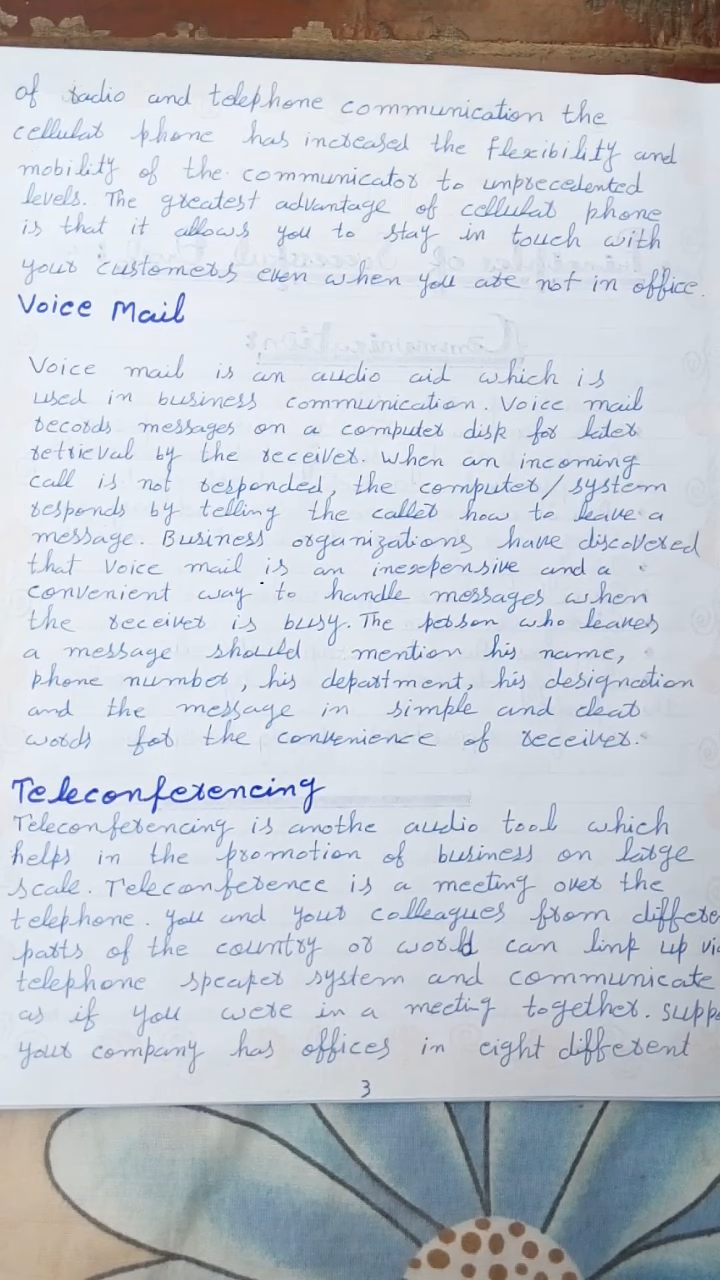 of radio and telephone communication the
cellular phone has increased the flexibility and
mobility of the communicator to unprecedented
levels. The greatest advantage of cellular phone
is that it allows you to stay in touch with
your customers even when you are not in office.
Voice Mail
Voice mail is an audio aid which is
used in business communication. Voice mail
records messages on a computer disk for later
retrieval by the receiver. When an incoming
call is not responded, the computer/system
responds by telling the caller how to leave a
message. Business organizations have discovered
that Voice mail is an inexpensive and a
convenient way to handle messages when
the receiver is busy. The person who leaves
a message should mention his name,
phone number, his department, his designation
and the message in simple and clear
words for the convenience of receiver.
Teleconferencing
Teleconferencing is anothe audio tool which
helps in the promotion of business on large
scale. Teleconference is a meeting over the
telephone. you and your colleagues from differe
parts of the country or world can link up vi
telephone speaper system and communicate
as if you were in a meeting together. supp
your company has offices in eight different
3